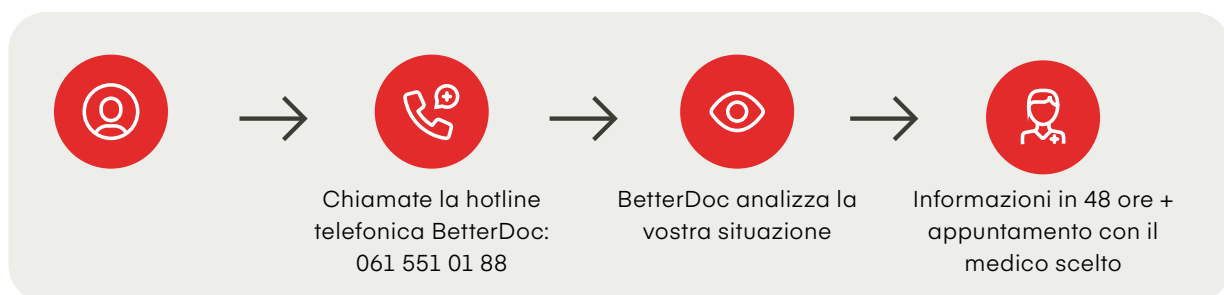 Chiamate la hotline
telefonica BetterDoc:
061 551 01 88
BetterDoc analizza la
vostra situazione
Informazioni in 48 ore +
appuntamento con il
medico scelto